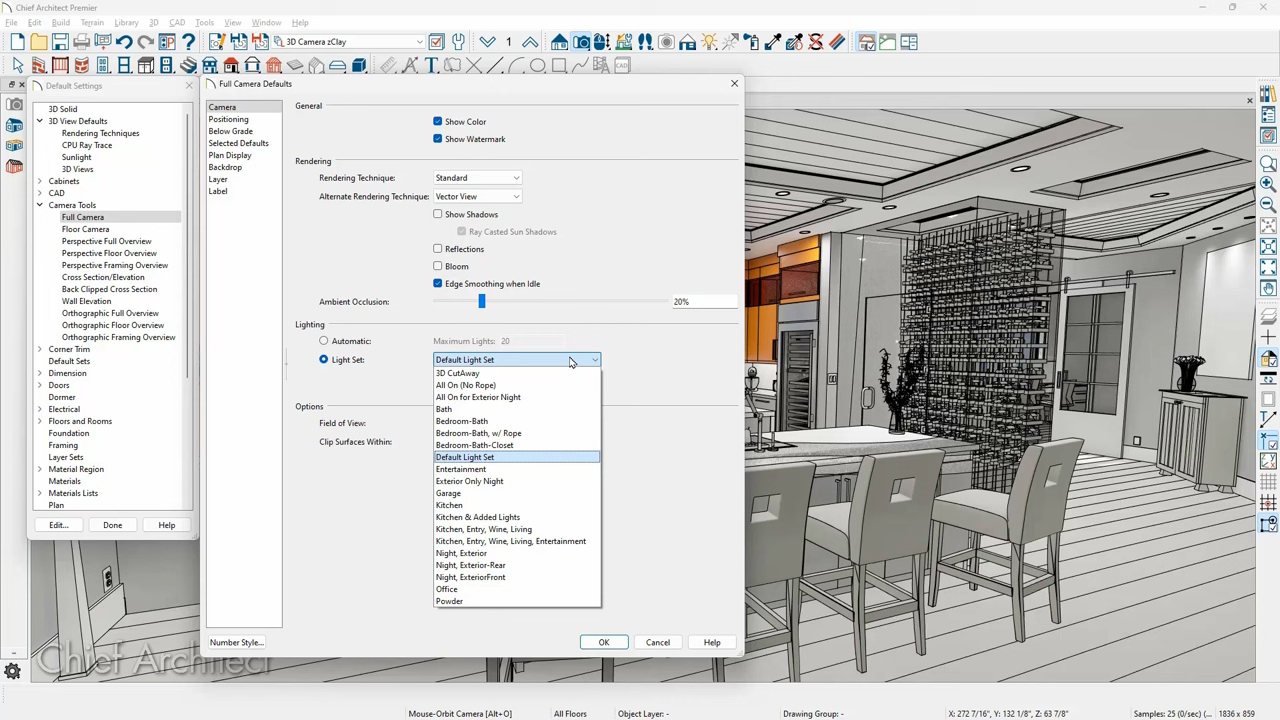 Chief Architect Premier
File Edit Build Terrain Library 3D CAD Tools View Window Help
3D Camera zClay
1
Default Settings
3D Solid
3D View Defaults
Rendering Techniques
CPU Ray Trace
Sunlight
3D Views
Cabinets
CAD
Camera Tools
Full Camera
Floor Camera
Perspective Full Overview
Perspective Floor Overview
Perspective Framing Overview
Cross Section/Elevation
Back Clipped Cross Section
Wall Elevation
Orthographic Full Overview
Orthographic Floor Overview
Orthographic Framing Overview
Corner Trim
Default Sets
Dimension
Doors
Dormer
Electrical
Floors and Rooms
Foundation
Framing
Layer Sets
Material Region
Materials
Materials Lists
Plan
Edit... Done Help
Full Camera Defaults
Camera
Positioning
Below Grade
Selected Defaults
Plan Display
Backdrop
Layer
Label
General
Show Color
Show Watermark
Rendering
Rendering Technique: Standard
Alternate Rendering Technique: Vector View
Show Shadows
Ray Casted Sun Shadows
Reflections
Bloom
Edge Smoothing when Idle
Ambient Occlusion: 20%
Lighting
Automatic: Maximum Lights: 20
Light Set: Default Light Set
3D CutAway
All On (No Rope)
All On for Exterior Night
Bath
Bedroom-Bath
Bedroom-Bath, w/ Rope
Bedroom-Bath-Closet
Default Light Set
Entertainment
Exterior Only Night
Garage
Kitchen
Kitchen & Added Lights
Kitchen, Entry, Wine, Living
Kitchen, Entry, Wine, Living, Entertainment
Night, Exterior
Night, Exterior-Rear
Night, ExteriorFront
Office
Powder
Options
Field of View:
Clip Surfaces Within:
Number Style... OK Cancel Help
CAD
Chief Architect
Mouse-Orbit Camera [Alt+O] All Floors Object Layer: - Drawing Group: - X: 272 7/16", Y: 132 1/8", Z: 63 7/8" Samples: 25 (0/sec) (... 1836 x 859